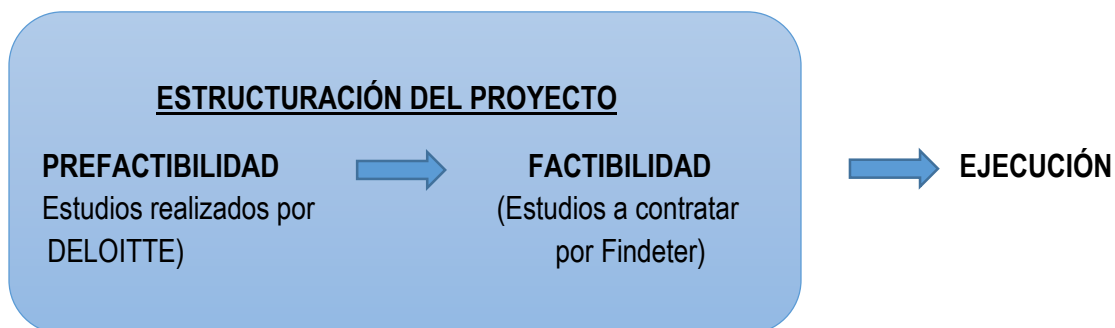 ESTRUCTURACIÓN DEL PROYECTO
PREFACTIBILIDAD
Estudios realizados por
DELOITTE)
FACTIBILIDAD
(Estudios a contratar
por Findeter)
EJECUCIÓN